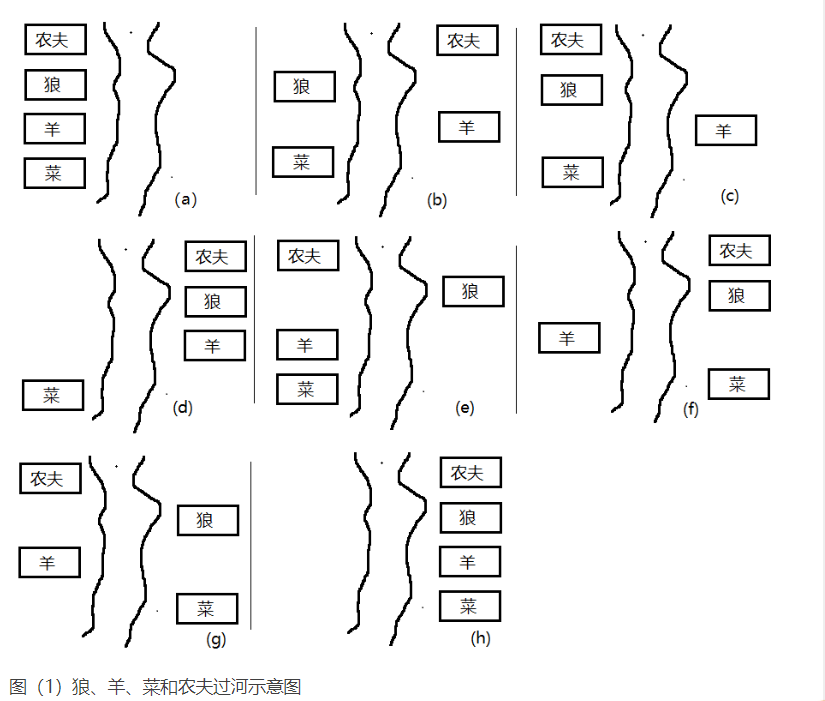 农夫
狼
羊
菜
(a)
农夫
狼
羊
菜
(b)
农夫
狼
羊
菜
(c)
农夫
狼
羊
菜
(d)
农夫
狼
羊
菜
(e)
农夫
狼
羊
菜
(f)
农夫
狼
羊
菜
(g)
农夫
狼
羊
菜
(h)
图（1）狼、羊、菜和农夫过河示意图